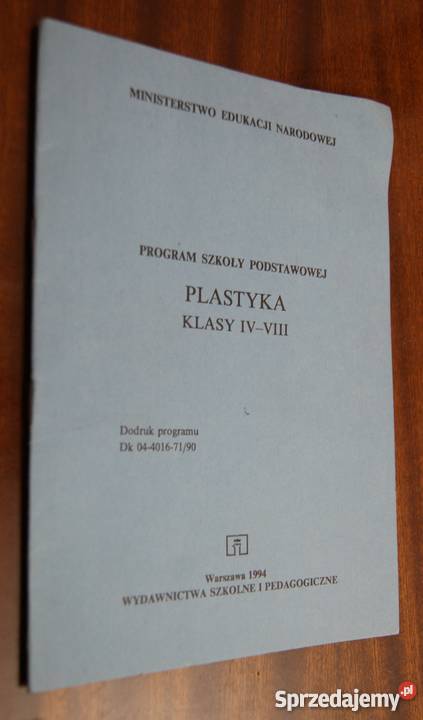 MINISTERSTWO EDUKACJI NARODOWEJ
PROGRAM SZKOŁY PODSTAWOWEJ
PLASTYKA
KLASY IV–VIII
Dodruk programu
Dk 04-4016-71/90
Warszawa 1994
WYDAWNICTWA SZKOLNE I PEDAGOGICZNE
Sprzedajemy.pl